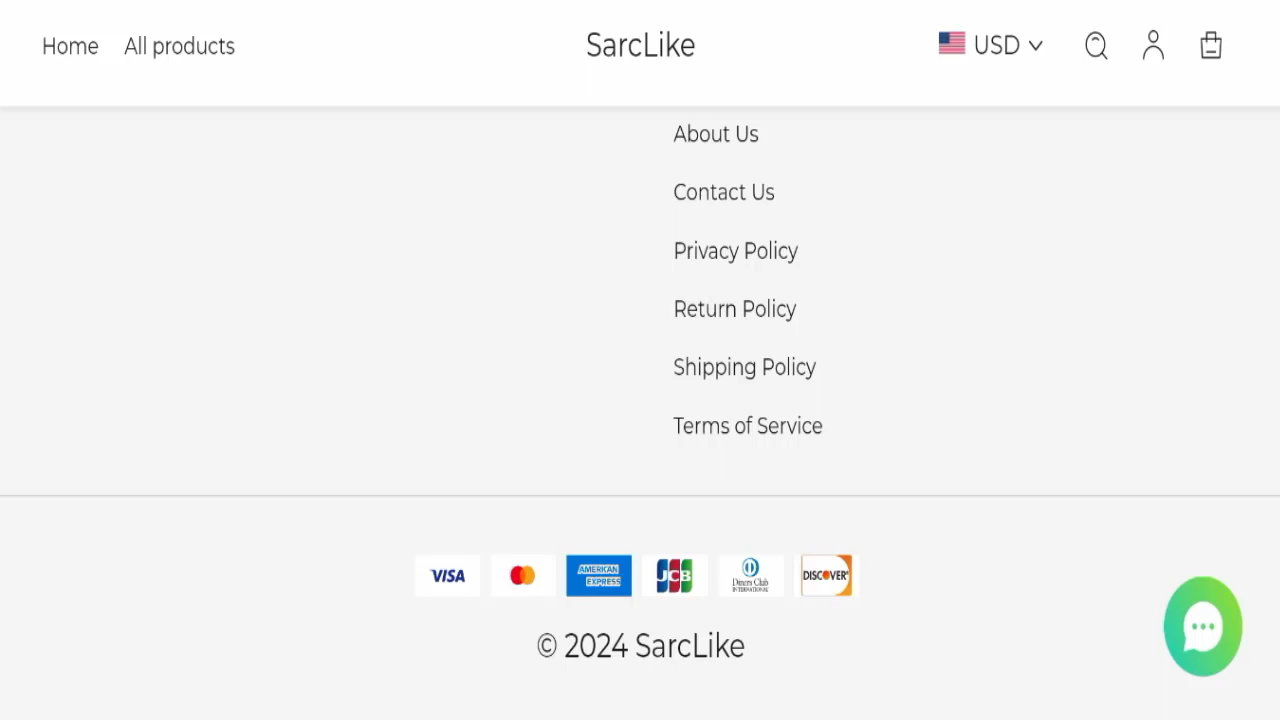 Home All products SarcLike USD
About Us
Contact Us
Privacy Policy
Return Policy
Shipping Policy
Terms of Service
VISA AMERICAN EXPRESS JCB Diners Club INTERNATIONAL DISCOVER
© 2024 SarcLike